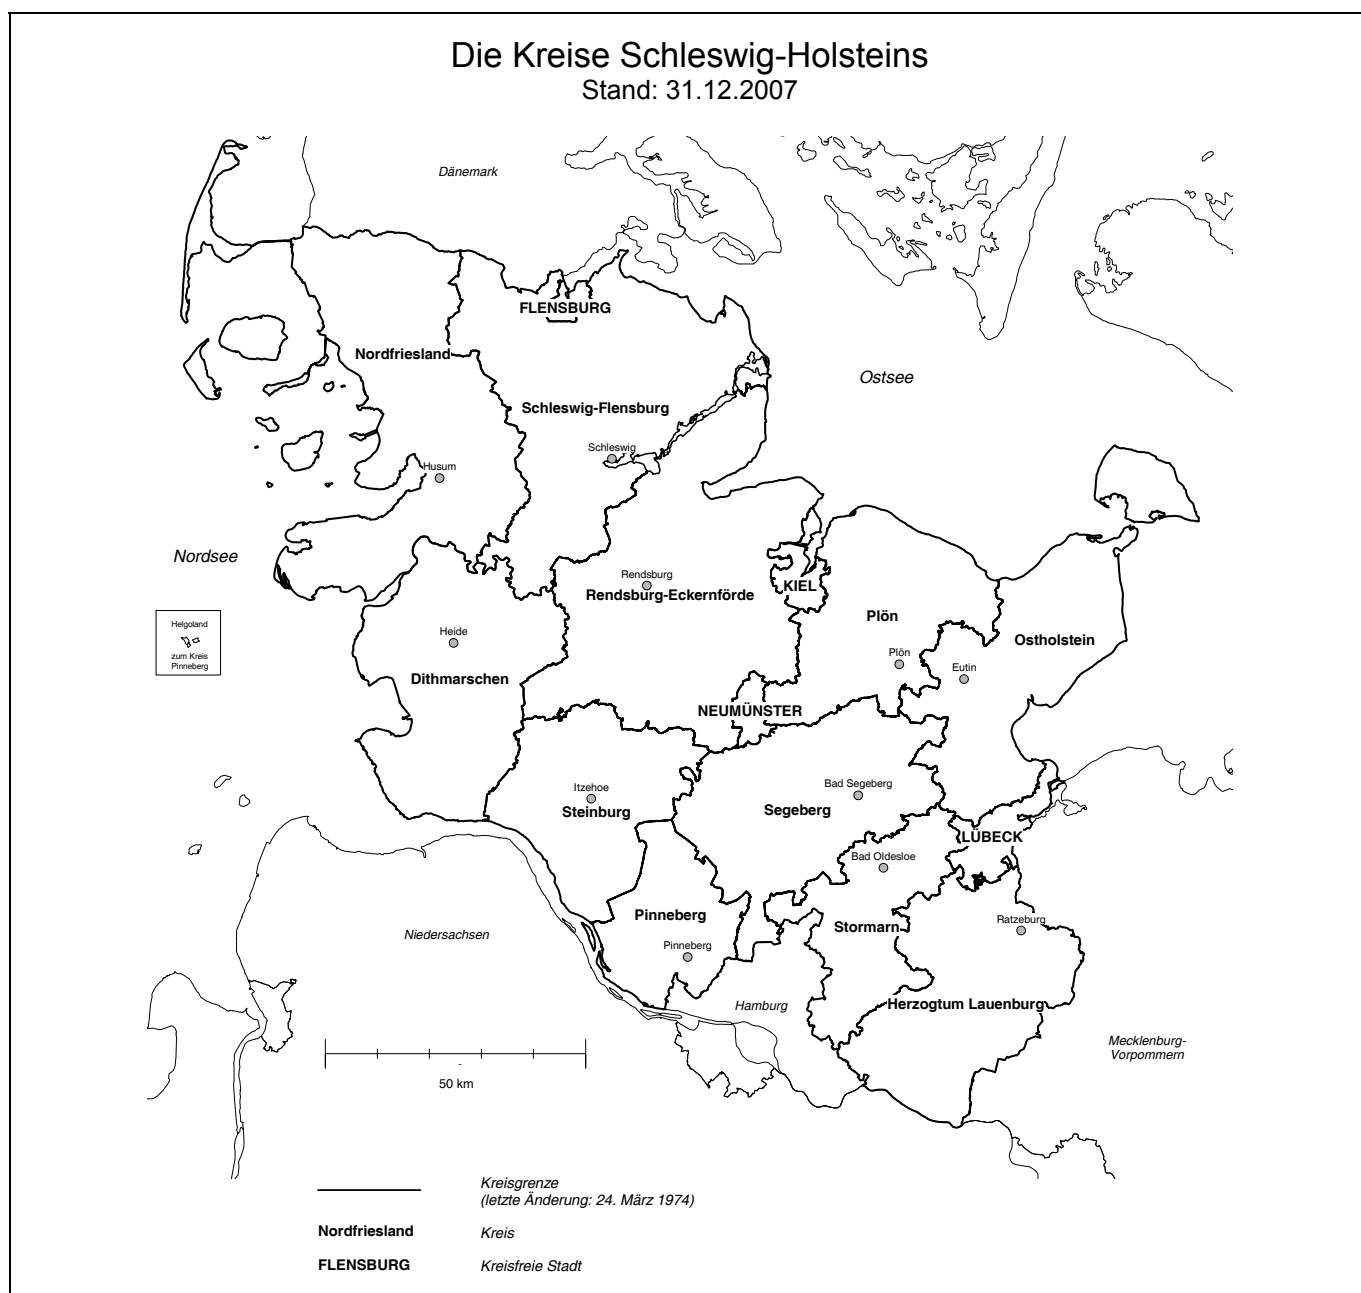 Die Kreise Schleswig-Holsteins
Stand: 31.12.2007
Dänemark
FLENSBURG
Nordfriesland
Ostsee
Schleswig-Flensburg
Schleswig
Husum
Nordsee
Rendsburg
Rendsburg-Eckernförde
KIEL
Plön
Helgoland
zum Kreis
Pinneberg
Heide
Ostholstein
Plön
Eutin
Dithmarschen
NEUMÜNSTER
Itzehoe
Steinburg
Bad Segeberg
Segeberg
LÜBECK
Bad Oldesloe
Pinneberg
Stormarn
Ratzeburg
Niedersachsen
Pinneberg
Hamburg
Herzogtum Lauenburg
Mecklenburg-
Vorpommern
50 km
Kreisgrenze
(letzte Änderung: 24. März 1974)
Nordfriesland Kreis
FLENSBURG Kreisfreie Stadt